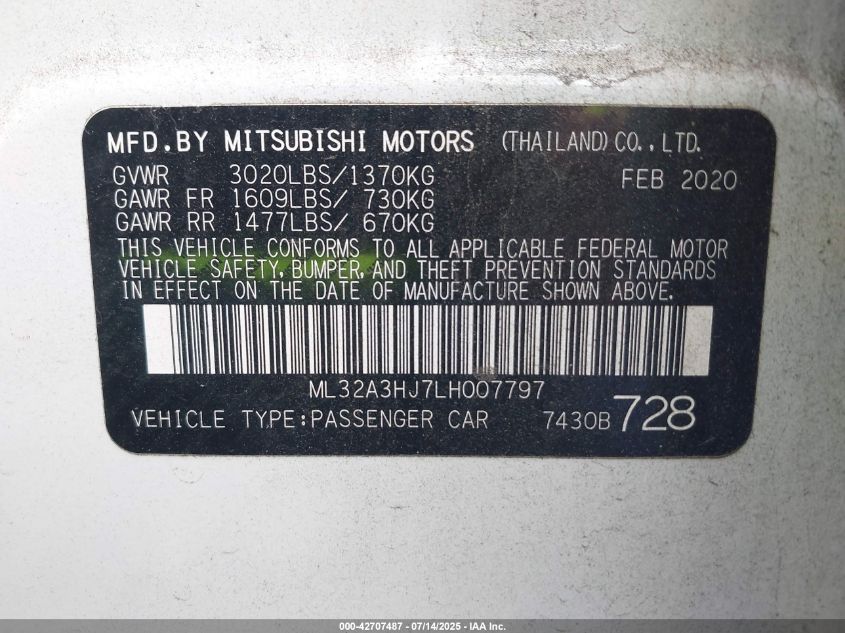 MFD.BY MITSUBISHI MOTORS (THAILAND) CO., LTD.
GVWR 3020LBS/1370KG FEB 2020
GAWR FR 1609LBS/ 730KG
GAWR RR 1477LBS/ 670KG
THIS VEHICLE CONFORMS TO ALL APPLICABLE FEDERAL MOTOR
VEHICLE SAFETY, BUMPER, AND THEFT PREVENTION STANDARDS
IN EFFECT ON THE DATE OF MANUFACTURE SHOWN ABOVE.
ML32A3HJ7LH007797
VEHICLE TYPE:PASSENGER CAR 7430B 728
000-42707487 - 07/14/2025 - IAA Inc.